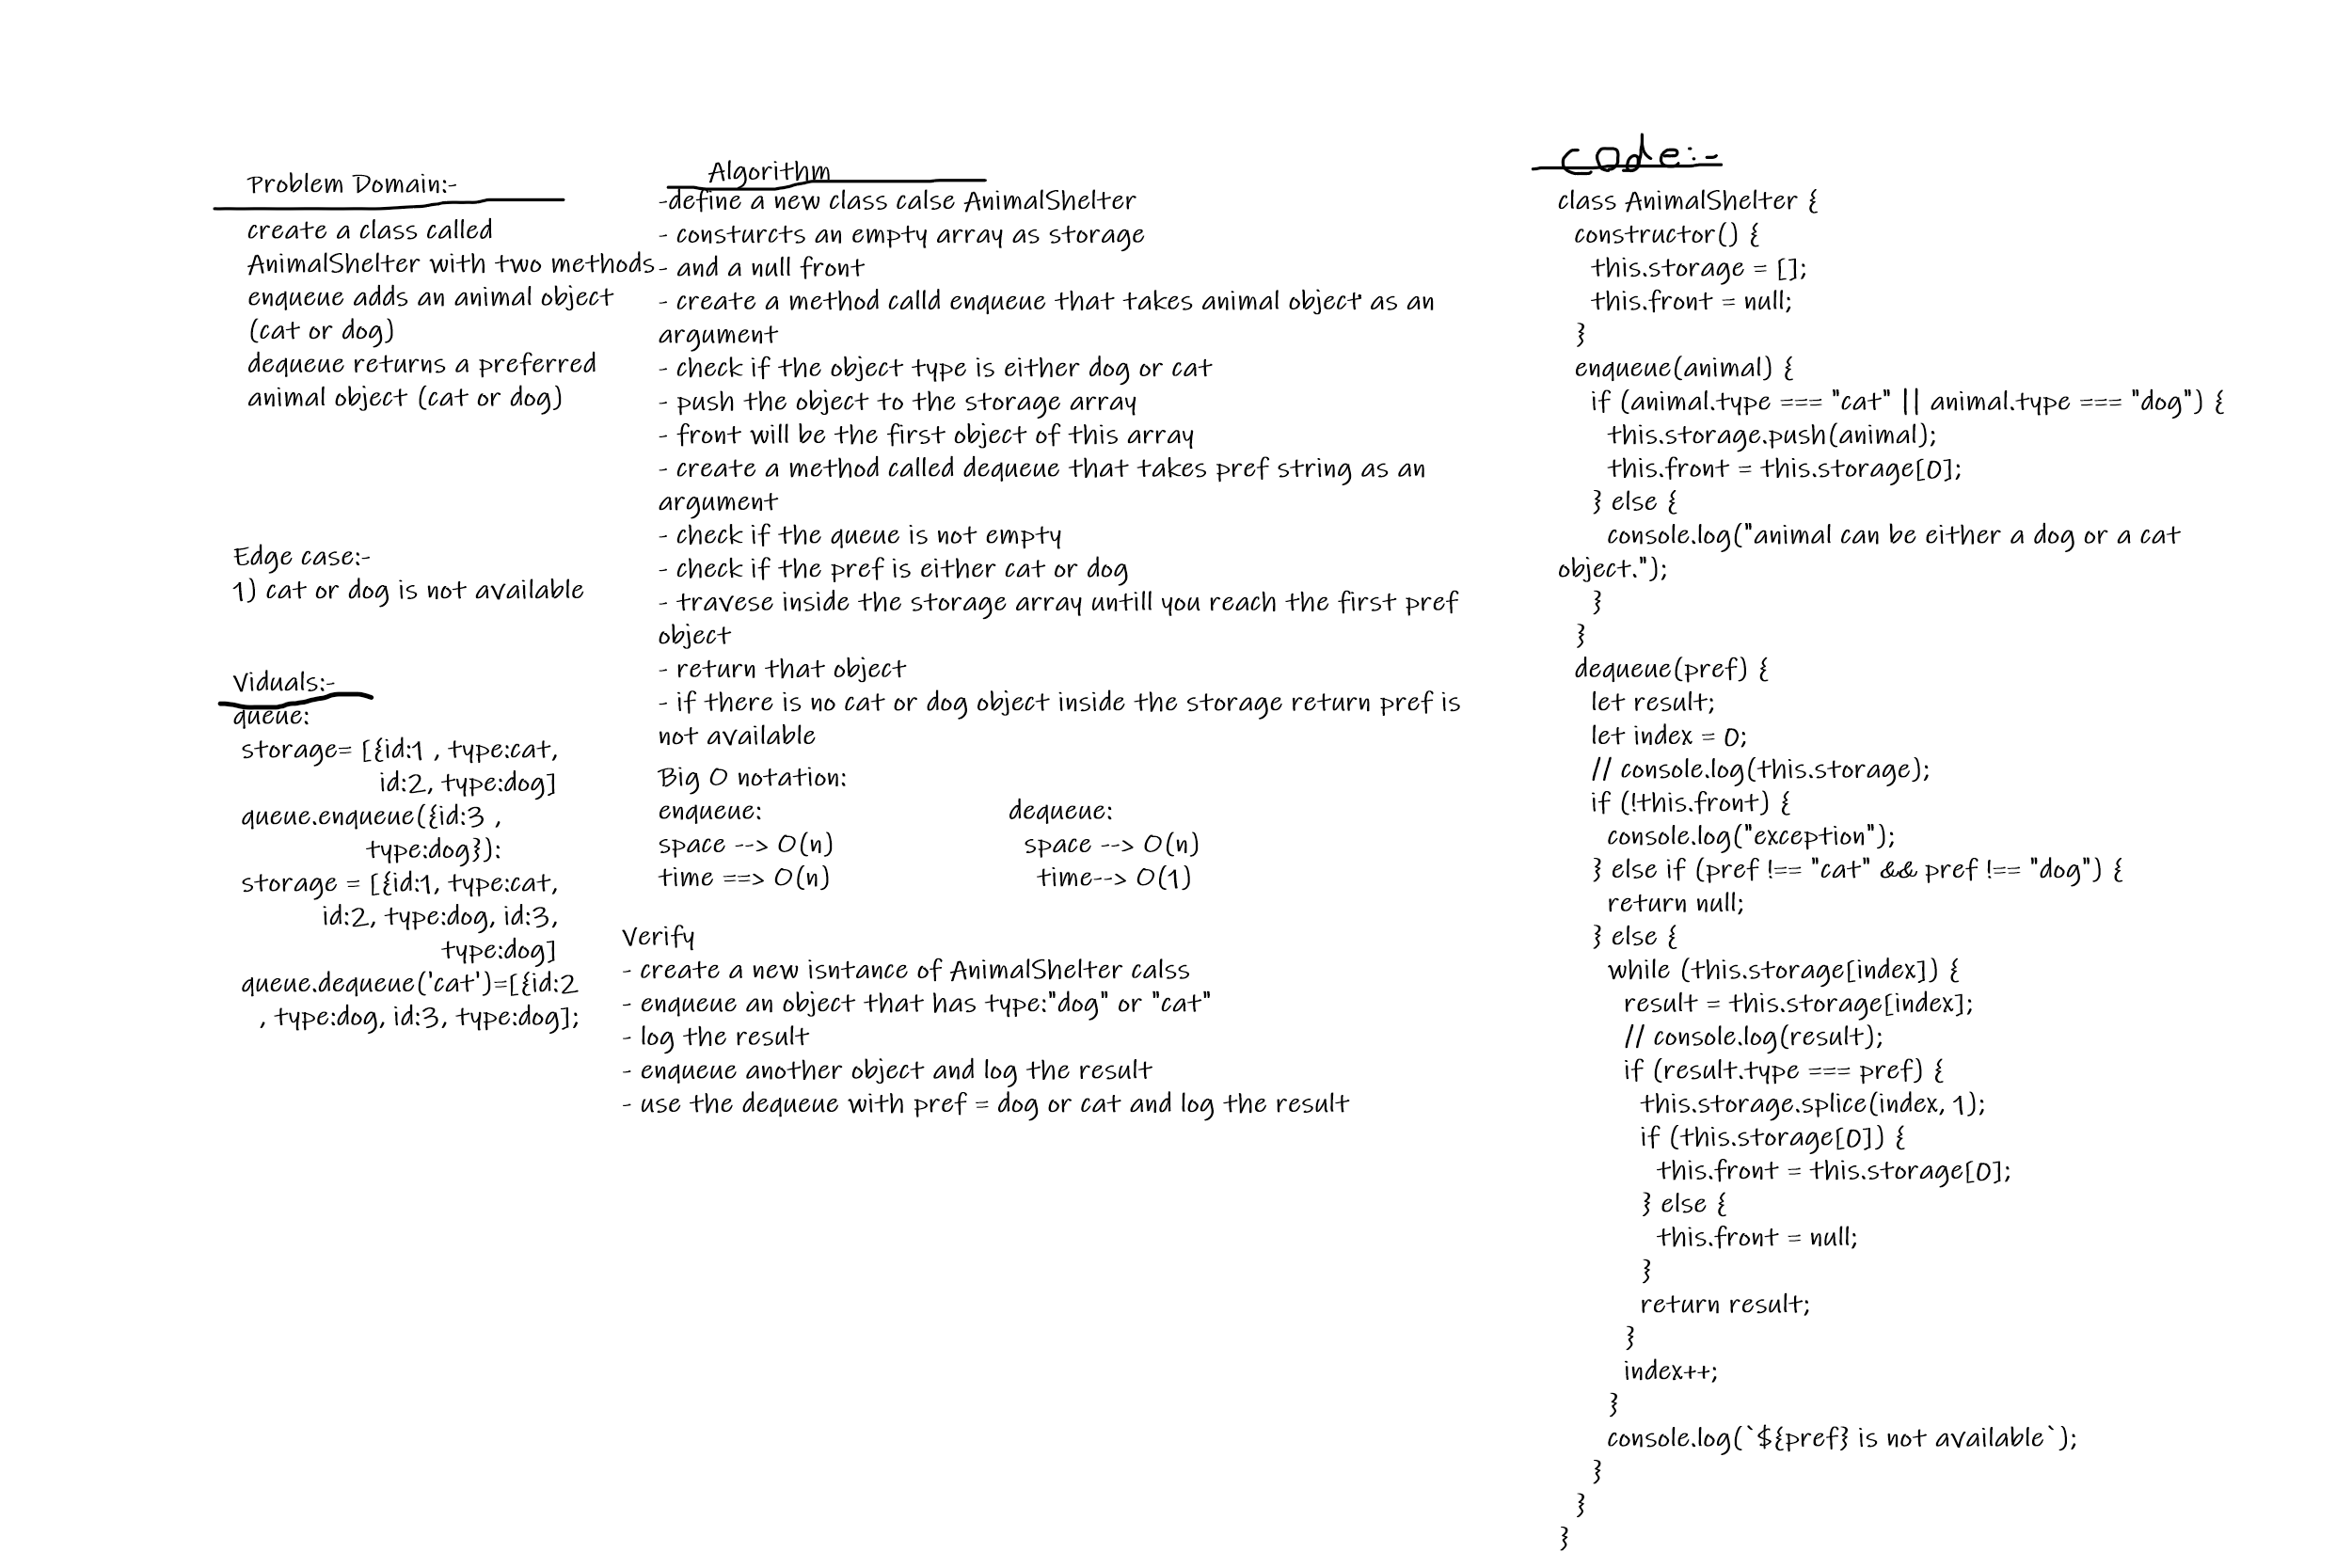 Problem Domain:-
create a class called
AnimalShelter with two methods
enqueue adds an animal object
(cat or dog)
dequeue returns a preferred
animal object (cat or dog)
Edge case:-
1) cat or dog is not available
Viduals:-
queue:
storage= [{id:1 , type:cat,
id:2, type:dog]
queue.enqueue({id:3 ,
type:dog}):
storage = [{id:1, type:cat,
id:2, type:dog, id:3,
type:dog]
queue.dequeue('cat')=[{id:2
, type:dog, id:3, type:dog];
Algorithm
-define a new class calse AnimalShelter
- consturcts an empty array as storage
- and a null front
- create a method calld enqueue that takes animal object as an
argument
- check if the object type is either dog or cat
- push the object to the storage array
- front will be the first object of this array
- create a method called dequeue that takes pref string as an
argument
- check if the queue is not empty
- check if the pref is either cat or dog
- travese inside the storage array untill you reach the first pref
object
- return that object
- if there is no cat or dog object inside the storage return pref is
not available
Big O notation:
enqueue:
space --> O(n)
time ==> O(n)
dequeue:
space --> O(n)
time--> O(1)
Verify
- create a new isntance of AnimalShelter calss
- enqueue an object that has type:"dog" or "cat"
- log the result
- enqueue another object and log the result
- use the dequeue with pref = dog or cat and log the result
code:-
class AnimalShelter {
constructor() {
this.storage = [];
this.front = null;
}
enqueue(animal) {
if (animal.type === "cat" || animal.type === "dog") {
this.storage.push(animal);
this.front = this.storage[0];
} else {
console.log("animal can be either a dog or a cat
object.");
}
}
dequeue(pref) {
let result;
let index = 0;
// console.log(this.storage);
if (!this.front) {
console.log("exception");
} else if (pref !== "cat" && pref !== "dog") {
return null;
} else {
while (this.storage[index]) {
result = this.storage[index];
// console.log(result);
if (result.type === pref) {
this.storage.splice(index, 1);
if (this.storage[0]) {
this.front = this.storage[0];
} else {
this.front = null;
}
return result;
}
index++;
}
console.log(`${pref} is not available`);
}
}
}